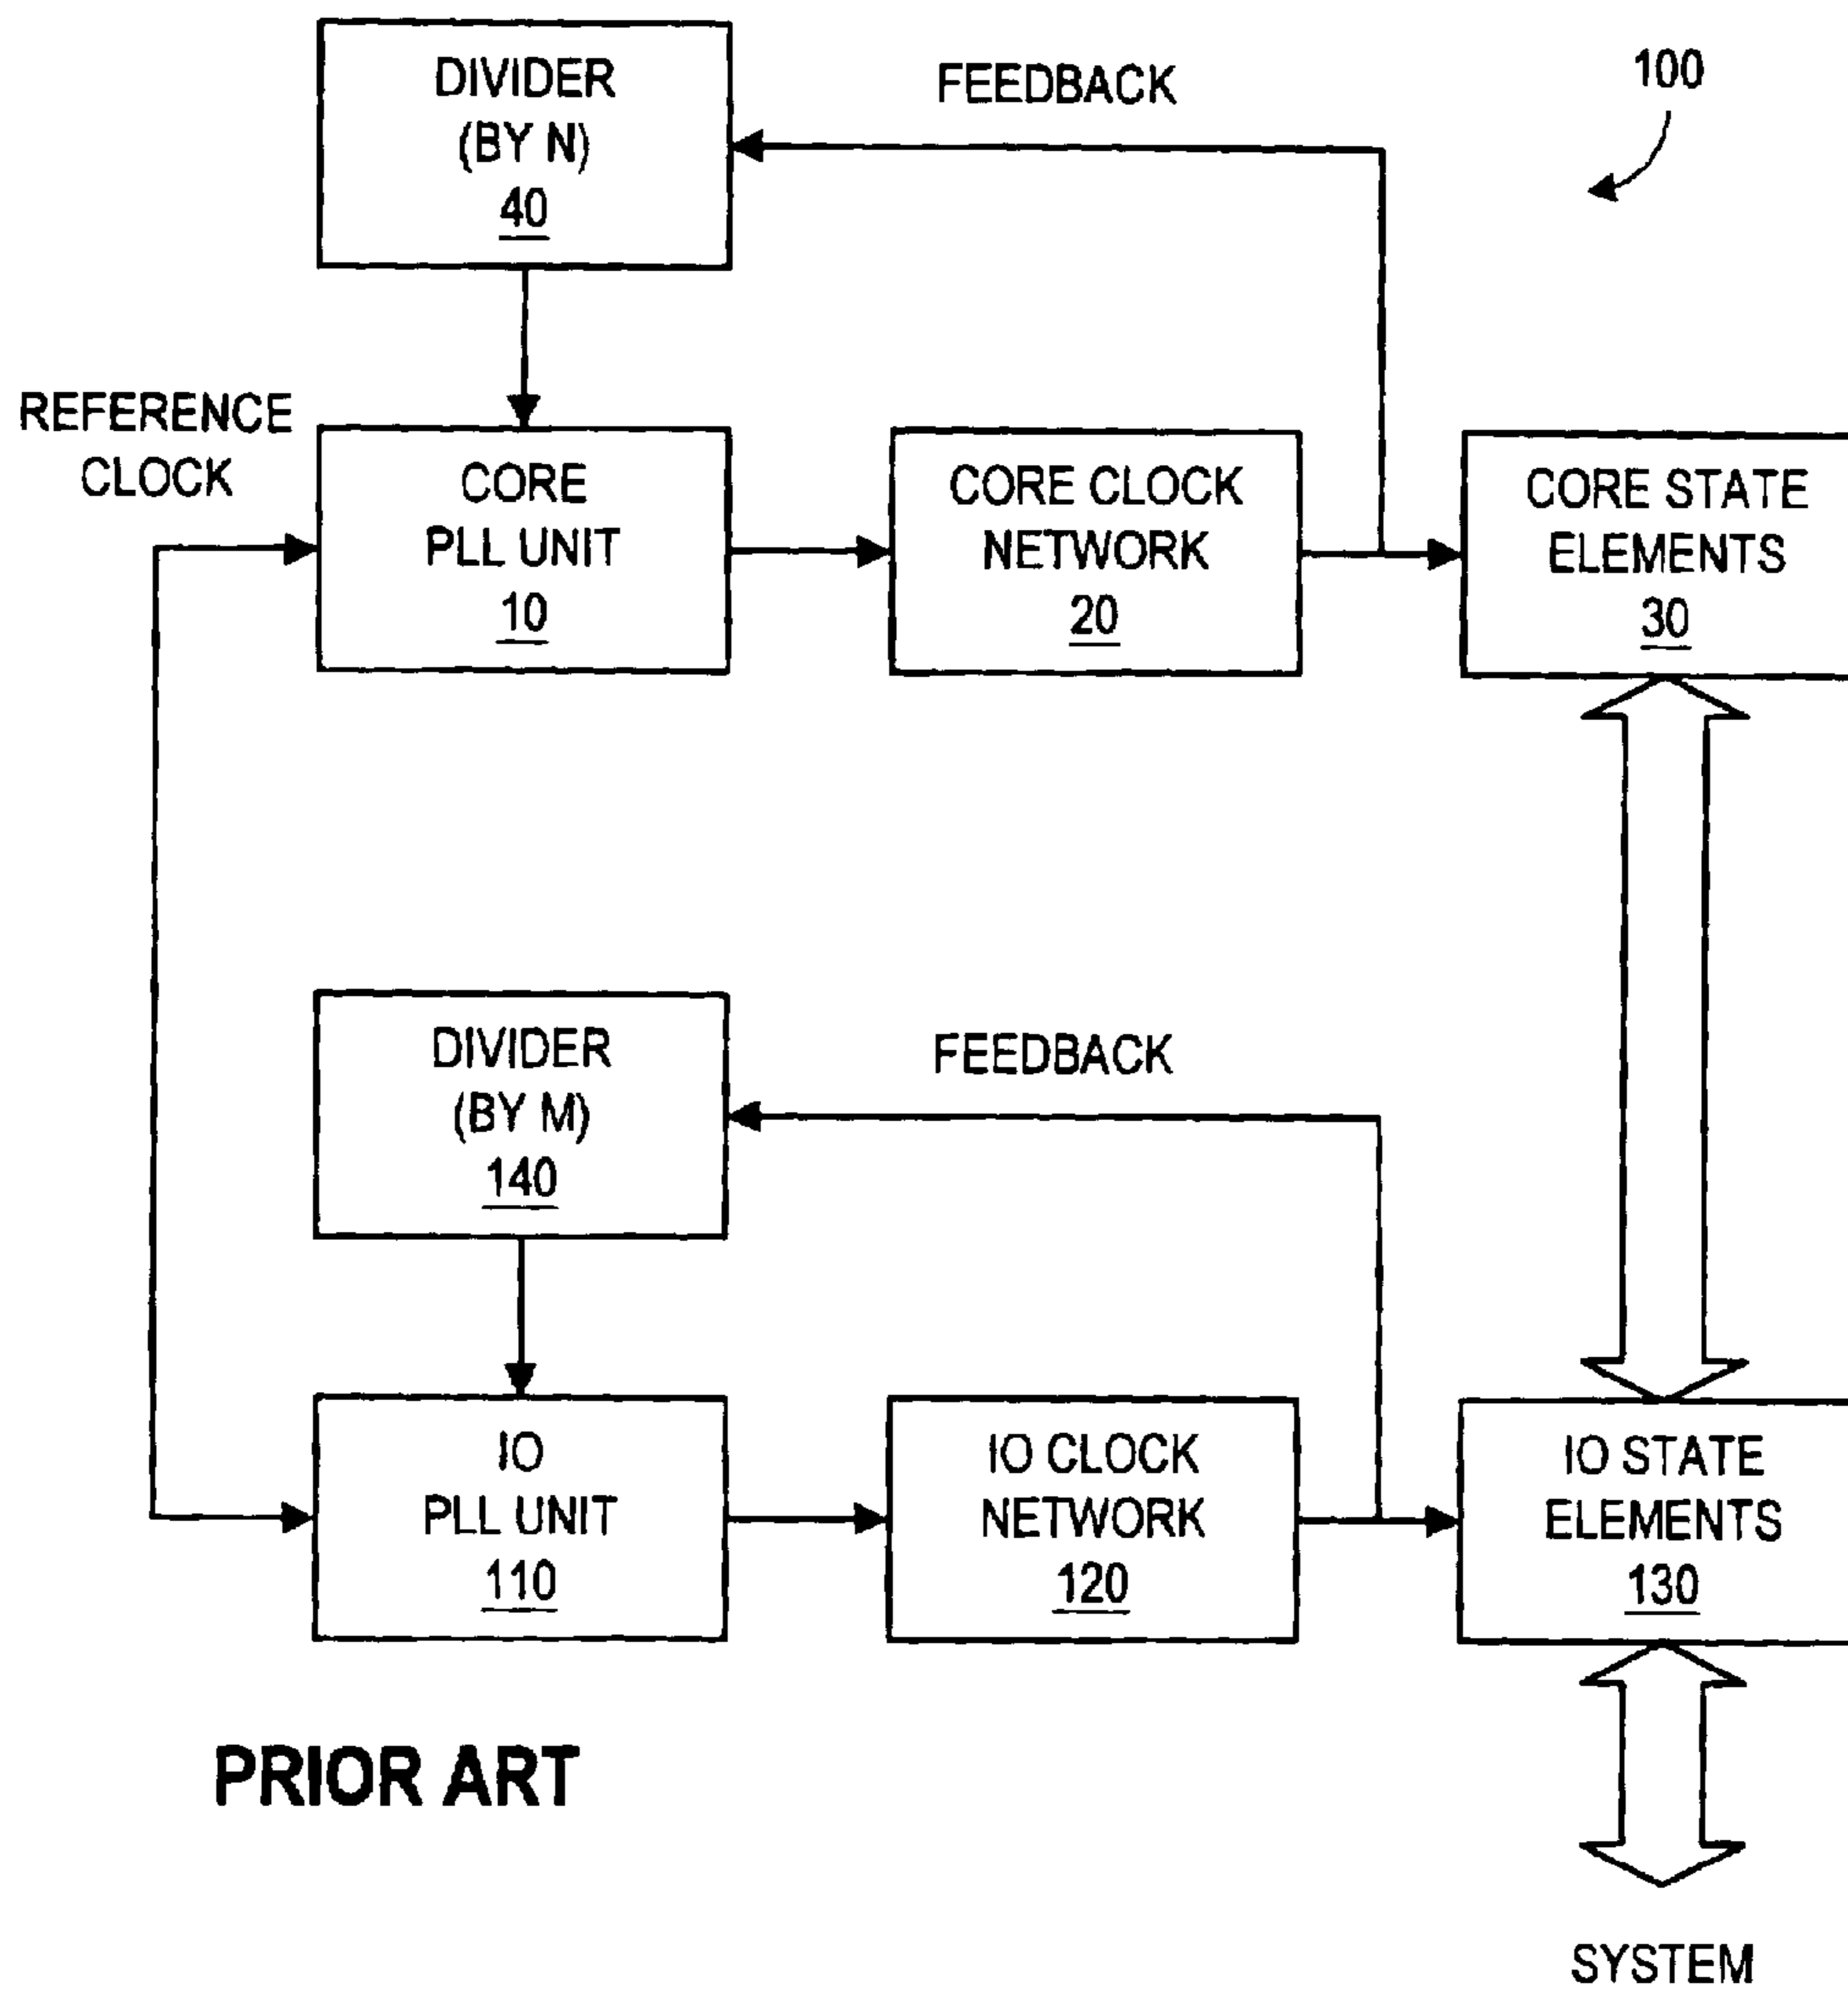 DIVIDER
(BY N)
40
FEEDBACK
100
REFERENCE
CLOCK
CORE
PLL UNIT
10
CORE CLOCK
NETWORK
20
CORE STATE
ELEMENTS
30
DIVIDER
(BY M)
140
FEEDBACK
IO
PLL UNIT
110
IO CLOCK
NETWORK
120
IO STATE
ELEMENTS
130
PRIOR ART
SYSTEM